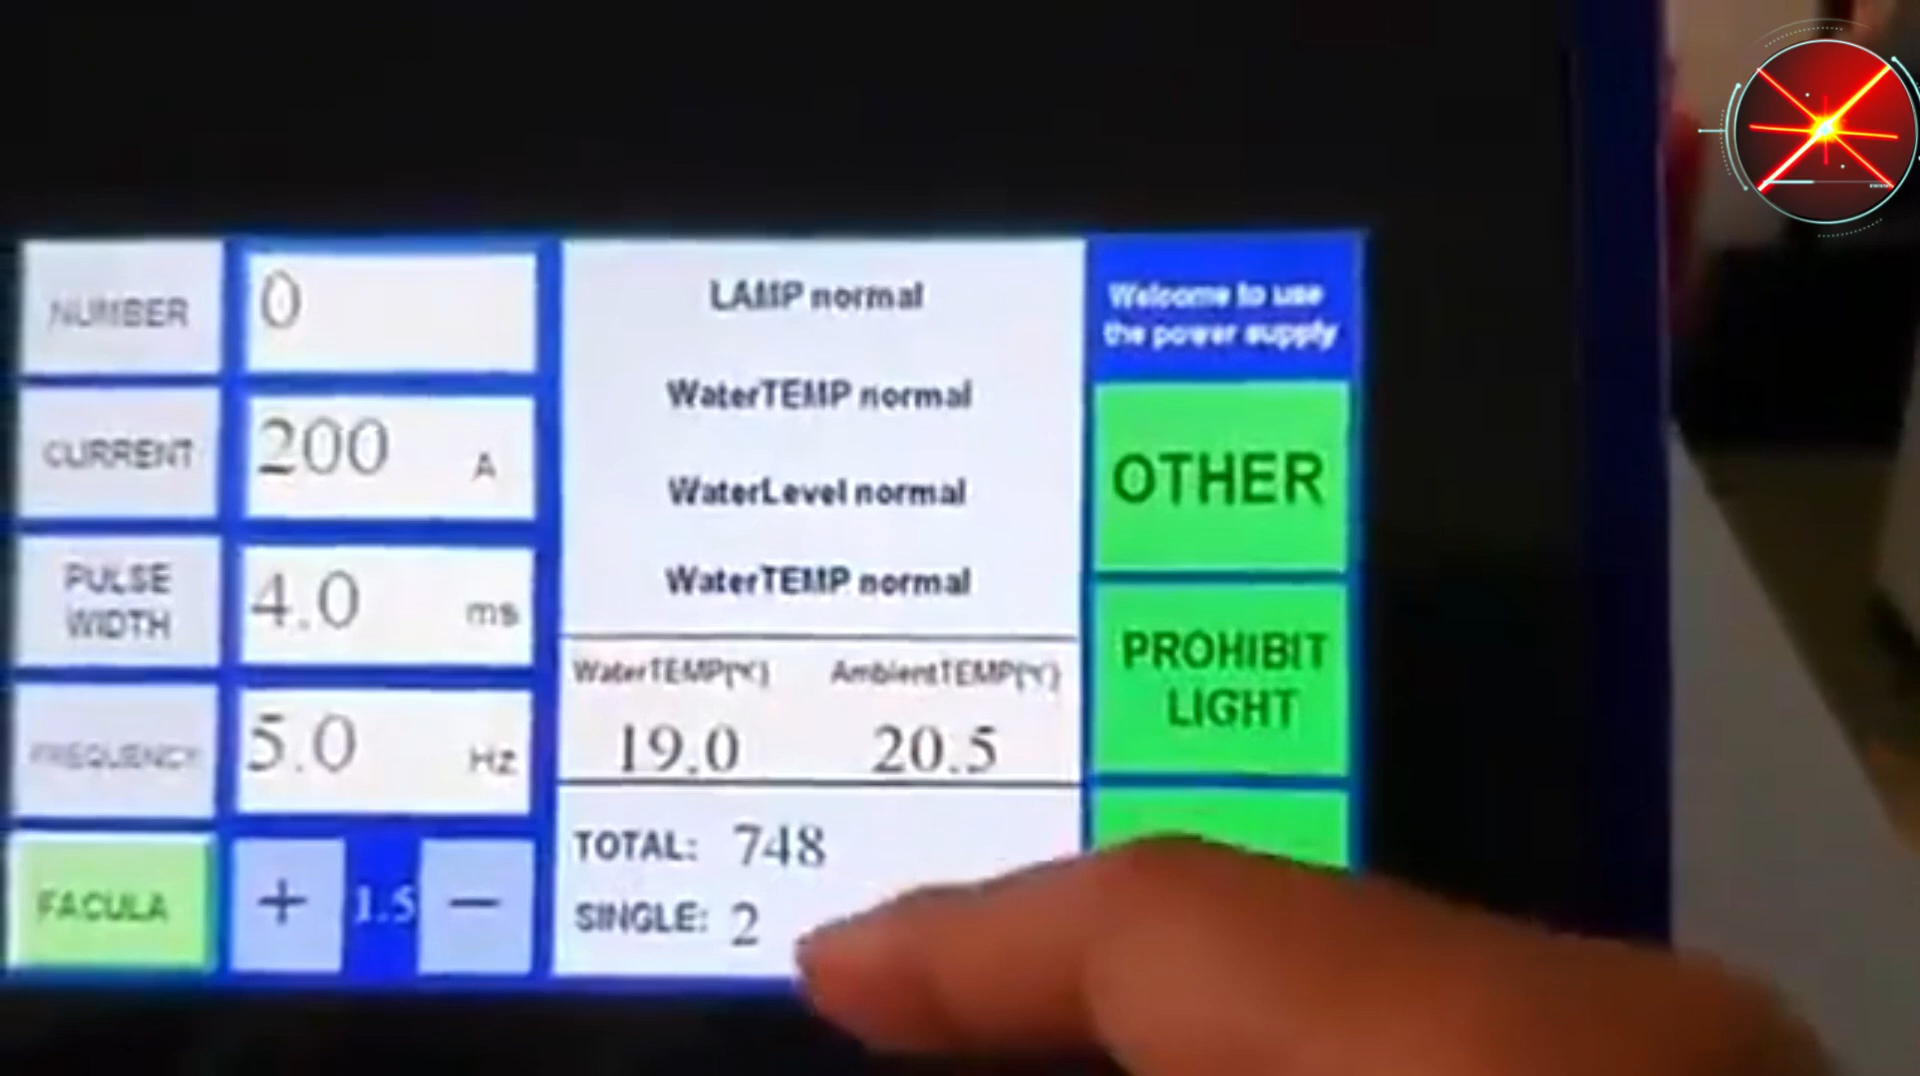 NUMBER
0
CURRENT
200 A
PULSE
WIDTH
4.0 ms
FREQUENCY
5.0 Hz
FACULA
+ 1.5 −
LAMP normal
WaterTEMP normal
WaterLevel normal
WaterTEMP normal
WaterTEMP(℃) AmbientTEMP(℃)
19.0 20.5
TOTAL: 748
SINGLE: 2
Welcome to use
the power supply
OTHER
PROHIBIT
LIGHT